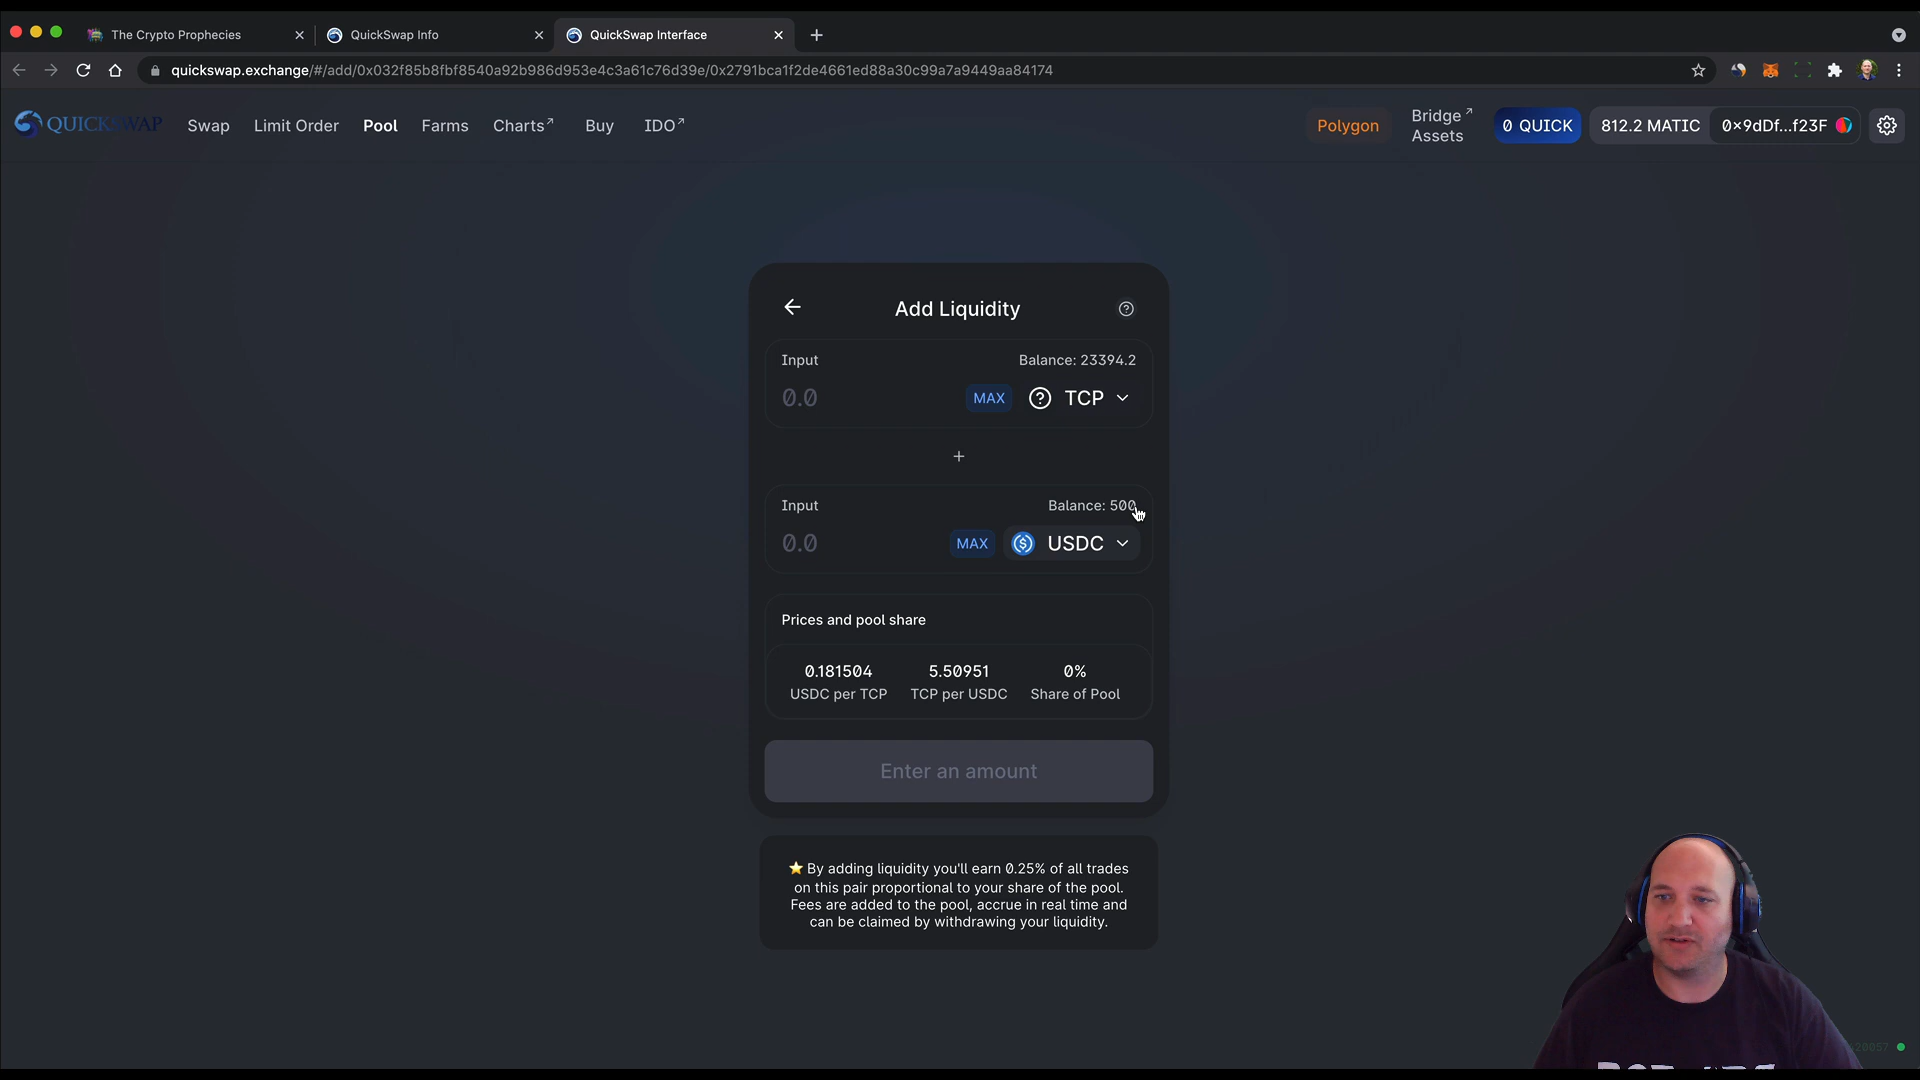 The Crypto Prophecies
QuickSwap Info
QuickSwap Interface
quickswap.exchange/#/add/0x032f85b8fbf8540a92b986d953e4c3a61c76d39e/0x2791bca1f2de4661ed88a30c99a7a9449aa84174
QUICKSWAP
Swap
Limit Order
Pool
Farms
Charts↗
Buy
IDO↗
Polygon
Bridge↗
Assets
0 QUICK
812.2 MATIC
0×9dDf...f23F
Add Liquidity
Input
Balance: 23394.2
0.0
MAX
TCP
+
Input
Balance: 500
0.0
MAX
USDC
Prices and pool share
0.181504
5.50951
0%
USDC per TCP
TCP per USDC
Share of Pool
Enter an amount
⭐ By adding liquidity you'll earn 0.25% of all trades
on this pair proportional to your share of the pool.
Fees are added to the pool, accrue in real time and
can be claimed by withdrawing your liquidity.